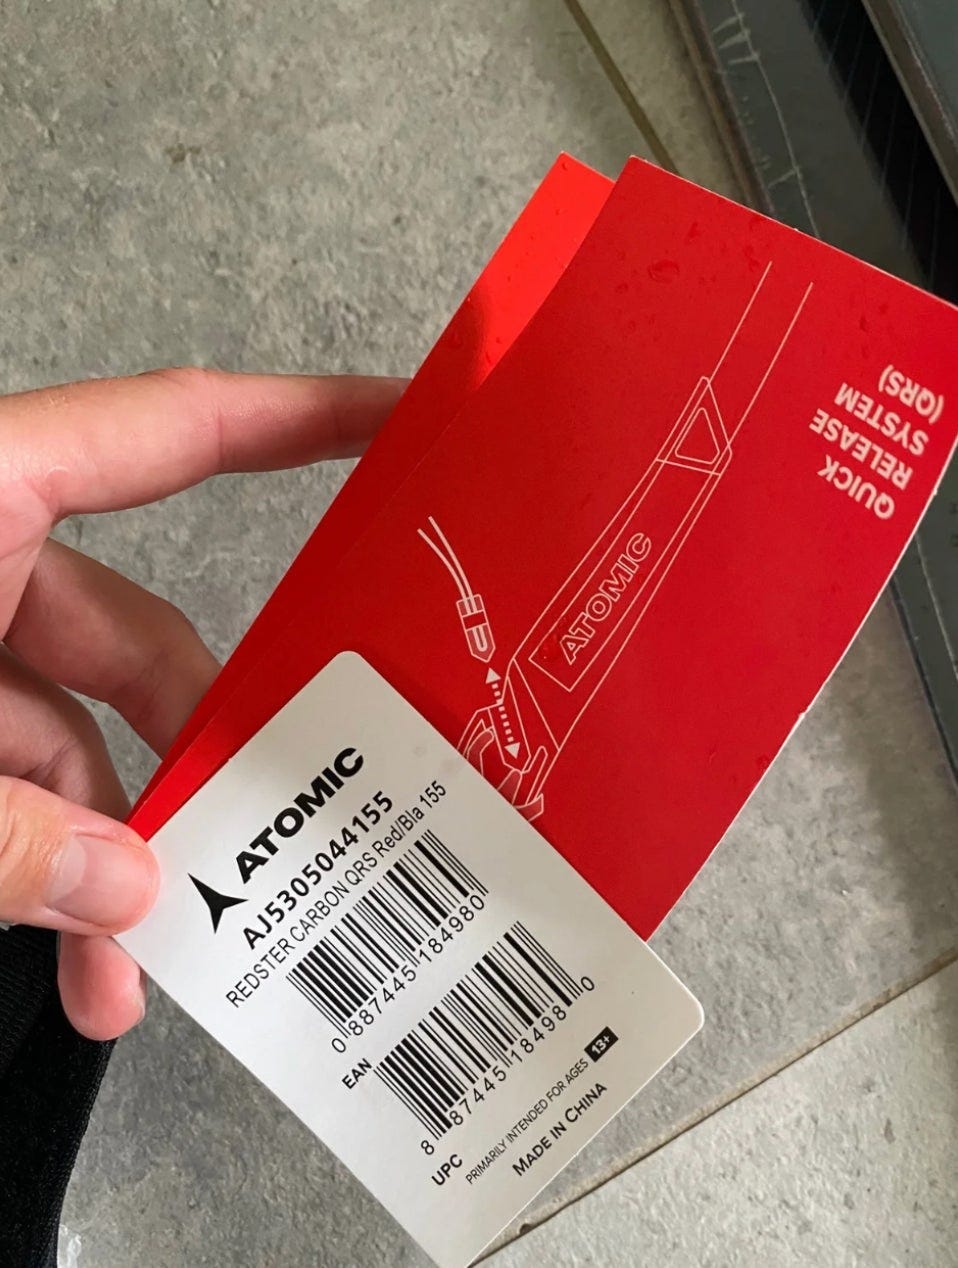 QUICK
RELEASE
SYSTEM
(QRS)
ATOMIC
ATOMIC
AJ5305044155
REDSTER CARBON QRS Red/Bla 155
0 887445 184980
EAN
8 87445 18498 0
UPC
PRIMARILY INTENDED FOR AGES 13+
MADE IN CHINA